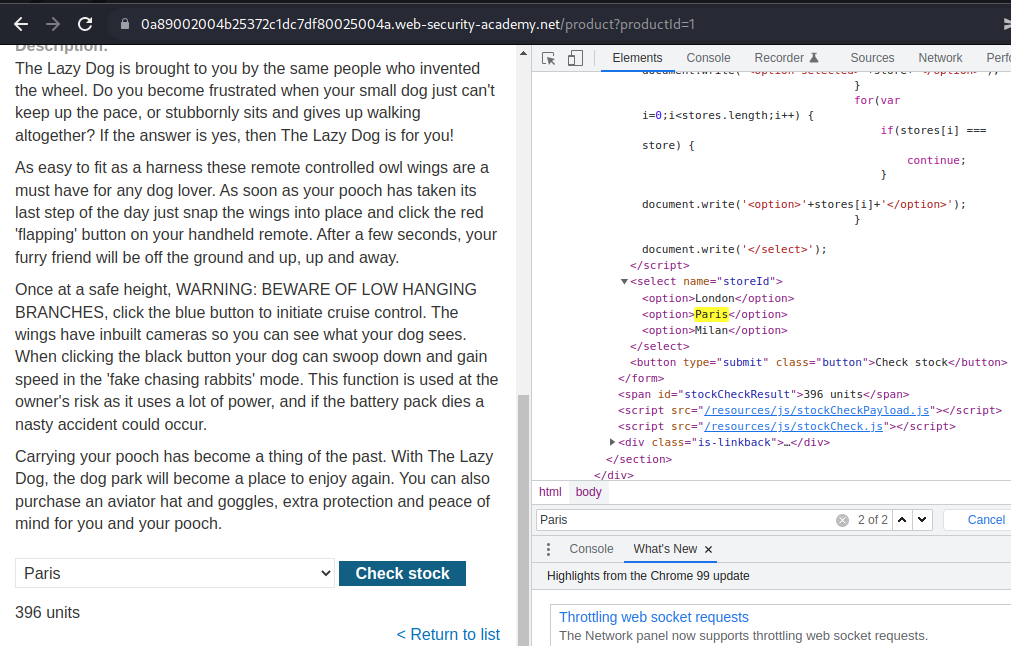 0a89002004b25372c1dc7df80025004a.web-security-academy.net/product?productId=1
Description:
The Lazy Dog is brought to you by the same people who invented
the wheel. Do you become frustrated when your small dog just can't
keep up the pace, or stubbornly sits and gives up walking
altogether? If the answer is yes, then The Lazy Dog is for you!
As easy to fit as a harness these remote controlled owl wings are a
must have for any dog lover. As soon as your pooch has taken its
last step of the day just snap the wings into place and click the red
'flapping' button on your handheld remote. After a few seconds, your
furry friend will be off the ground and up, up and away.
Once at a safe height, WARNING: BEWARE OF LOW HANGING
BRANCHES, click the blue button to initiate cruise control. The
wings have inbuilt cameras so you can see what your dog sees.
When clicking the black button your dog can swoop down and gain
speed in the 'fake chasing rabbits' mode. This function is used at the
owner's risk as it uses a lot of power, and if the battery pack dies a
nasty accident could occur.
Carrying your pooch has become a thing of the past. With The Lazy
Dog, the dog park will become a place to enjoy again. You can also
purchase an aviator hat and goggles, extra protection and peace of
mind for you and your pooch.
Paris
Check stock
396 units
< Return to list
Elements Console Recorder Sources Network Perf
document.write('<option selected>'+store+'</option>');
}
for(var
i=0;i<stores.length;i++) {
if(stores[i] ===
store) {
continue;
}
document.write('<option>'+stores[i]+'</option>');
}
document.write('</select>');
</script>
<select name="storeId">
<option>London</option>
<option>Paris</option>
<option>Milan</option>
</select>
<button type="submit" class="button">Check stock</button>
</form>
<span id="stockCheckResult">396 units</span>
<script src="/resources/js/stockCheckPayload.js"></script>
<script src="/resources/js/stockCheck.js"></script>
<div class="is-linkback">…</div>
</section>
</div>
html body
Paris 2 of 2 Cancel
Console What's New
Highlights from the Chrome 99 update
Throttling web socket requests
The Network panel now supports throttling web socket requests.